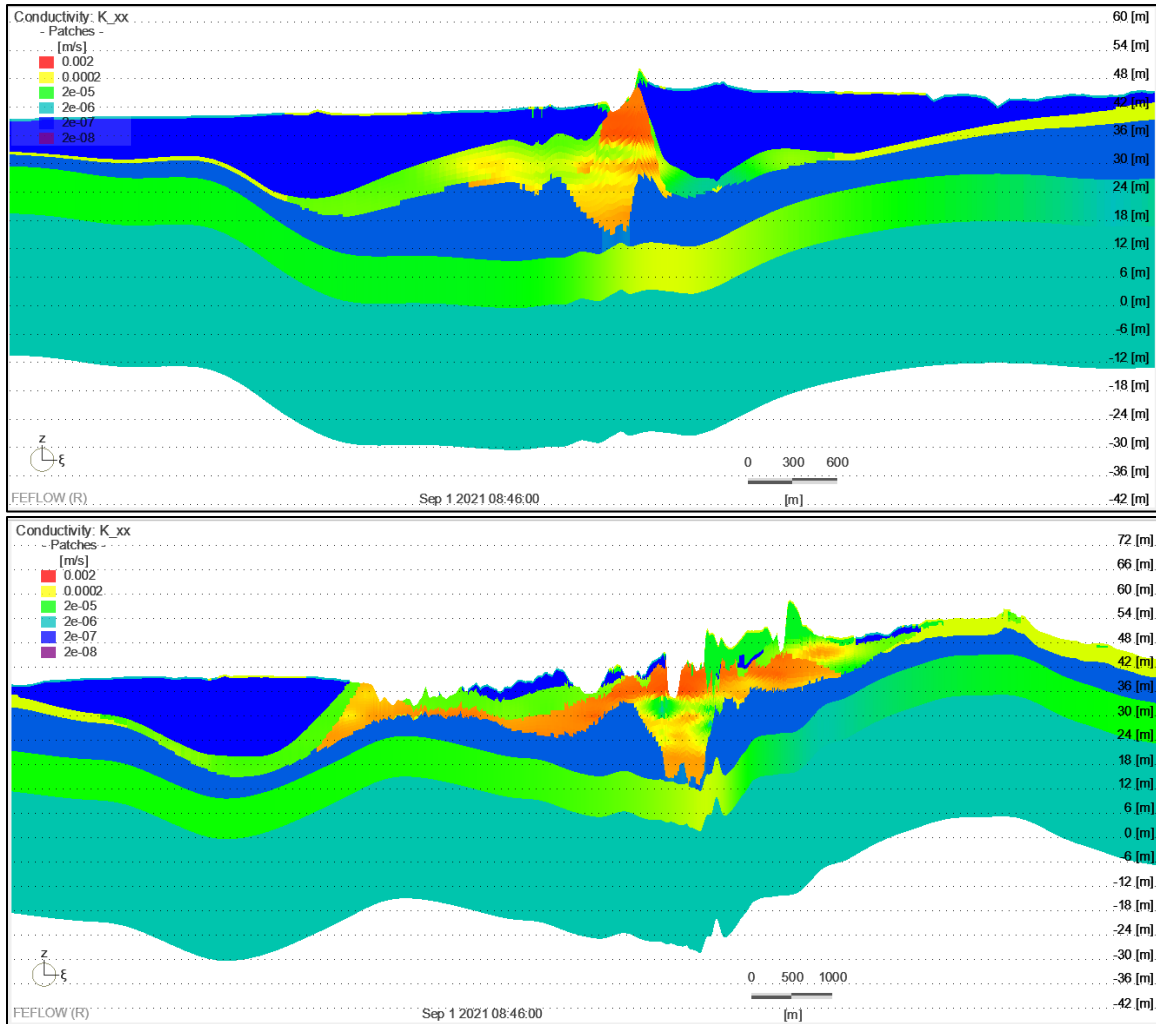 Conductivity: K_xx
- Patches -
[m/s]
0.002
0.0002
2e-05
2e-06
2e-07
2e-08
60 [m]
54 [m]
48 [m]
42 [m]
36 [m]
30 [m]
24 [m]
18 [m]
12 [m]
6 [m]
0 [m]
-6 [m]
-12 [m]
-18 [m]
-24 [m]
-30 [m]
-36 [m]
-42 [m]
z
ξ
0 300 600
[m]
FEFLOW (R)
Sep 1 2021 08:46:00
Conductivity: K_xx
- Patches -
[m/s]
0.002
0.0002
2e-05
2e-06
2e-07
2e-08
72 [m]
66 [m]
60 [m]
54 [m]
48 [m]
42 [m]
36 [m]
30 [m]
24 [m]
18 [m]
12 [m]
6 [m]
0 [m]
-6 [m]
-12 [m]
-18 [m]
-24 [m]
-30 [m]
-36 [m]
-42 [m]
z
ξ
0 500 1000
[m]
FEFLOW (R)
Sep 1 2021 08:46:00